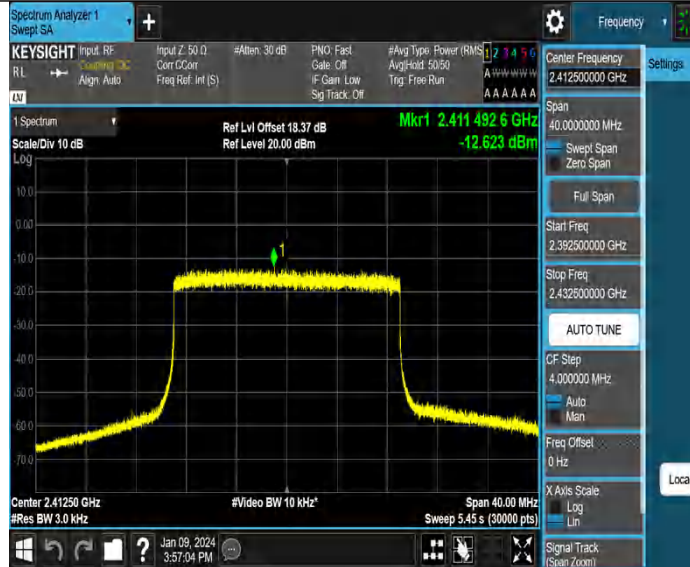 Spectrum Analyzer 1
Swept SA
+
Frequency
KEYSIGHT Input: RF Input Z: 50 Ω #Atten: 30 dB PNO: Fast #Avg Type: Power (RMS 1 2 3 4 5 6
RL Coupling: DC Corr CCorr Gate: Off Avg|Hold: 50/50 A W W W W W
Align: Auto Freq Ref: Int (S) IF Gain: Low Trig: Free Run
Sig Track: Off A A A A A A
LXI
1 Spectrum
Scale/Div 10 dB
Ref Lvl Offset 18.37 dB
Ref Level 20.00 dBm
Mkr1 2.411 492 6 GHz
-12.623 dBm
Log
10.0
0.00
-10.0
-20.0
-30.0
-40.0
-50.0
-60.0
-70.0
1
Center 2.41250 GHz #Video BW 10 kHz* Span 40.00 MHz
#Res BW 3.0 kHz Sweep 5.45 s (30000 pts)
? Jan 09, 2024
3:57:04 PM
Center Frequency
2.412500000 GHz
Settings
Span
40.0000000 MHz
Swept Span
Zero Span
Full Span
Start Freq
2.392500000 GHz
Stop Freq
2.432500000 GHz
AUTO TUNE
CF Step
4.000000 MHz
Auto
Man
Freq Offset
0 Hz
X Axis Scale
Log
Lin
Loca
Signal Track
(Span Zoom)